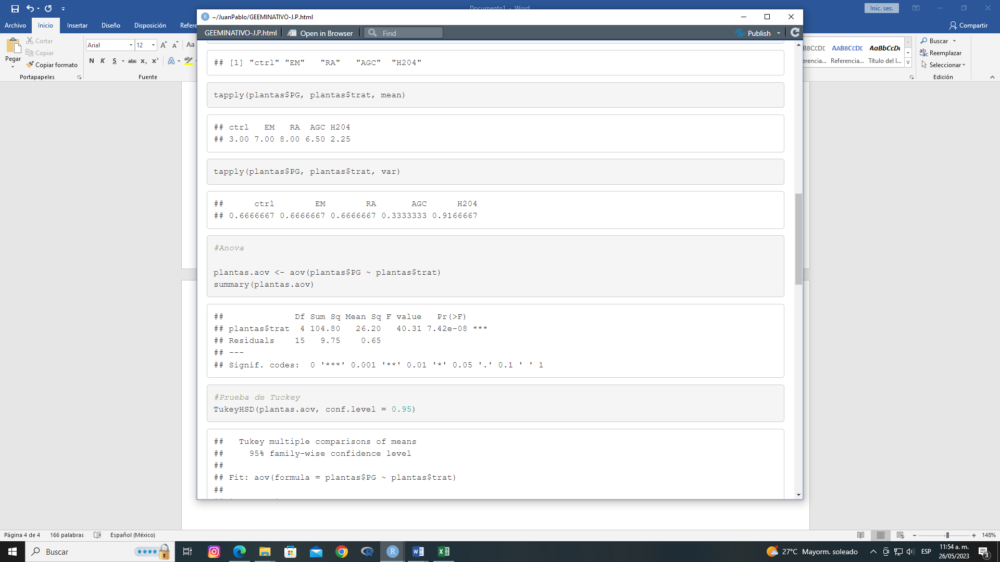 Documento1 - Word
Inic. ses.
Archivo
Inicio
Insertar
Diseño
Disposición
Refere
Compartir
Pegar
Cortar
Copiar
Copiar formato
Portapapeles
Arial
12
Aa
N K S abc x₂ x²
Fuente
AABBCCDE
AaBbCcDc
Referencia...
Título del l...
Buscar
Reemplazar
Seleccionar
Edición
~/JuanPablo/GEEMINATIVO-J.P.html
GEEMINATIVO-J.P.html
Open in Browser
Find
Publish
## [1] "ctrl" "EM"   "RA"   "AGC"  "H204"
tapply(plantas$PG, plantas$trat, mean)
## ctrl   EM   RA  AGC H204
## 3.00 7.00 8.00 6.50 2.25
tapply(plantas$PG, plantas$trat, var)
##      ctrl        EM        RA       AGC      H204
## 0.6666667 0.6666667 0.6666667 0.3333333 0.9166667
#Anova
plantas.aov <- aov(plantas$PG ~ plantas$trat)
summary(plantas.aov)
##              Df Sum Sq Mean Sq F value   Pr(>F)
## plantas$trat  4 104.80   26.20   40.31 7.42e-08 ***
## Residuals    15   9.75    0.65
## ---
## Signif. codes:  0 '***' 0.001 '**' 0.01 '*' 0.05 '.' 0.1 ' ' 1
#Prueba de Tuckey
TukeyHSD(plantas.aov, conf.level = 0.95)
##   Tukey multiple comparisons of means
##     95% family-wise confidence level
##
## Fit: aov(formula = plantas$PG ~ plantas$trat)
##
Página 4 de 4
166 palabras
Español (México)
148%
Buscar
27°C Mayorm. soleado
ESP
11:54 a. m.
26/05/2023
3